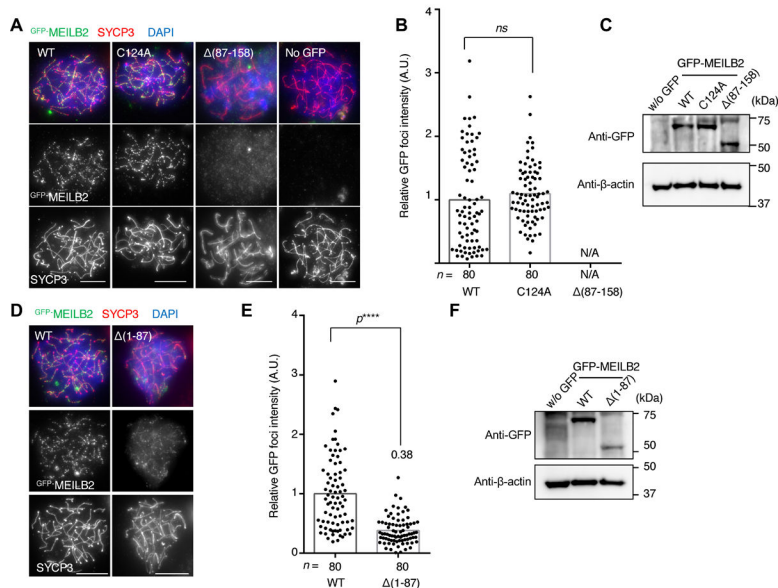 A
GFP-MEILB2 SYCP3 DAPI
WT C124A Δ(87-158) No GFP
GFP-MEILB2
SYCP3
B
Relative GFP foci intensity (A.U.)
4
3
2
1
0
ns
N/A
n = 80 80 N/A
WT C124A Δ(87-158)
C
GFP-MEILB2
w/o GFP WT C124A Δ(87-158) (kDa)
Anti-GFP
75
50
Anti-β-actin
50
37
D
GFP-MEILB2 SYCP3 DAPI
WT Δ(1-87)
GFP-MEILB2
SYCP3
E
Relative GFP foci intensity (A.U.)
4
3
2
1
0
p****
0.38
n = 80 80
WT Δ(1-87)
F
GFP-MEILB2
w/o GFP WT Δ(1-87) (kDa)
Anti-GFP
75
50
Anti-β-actin
50
37